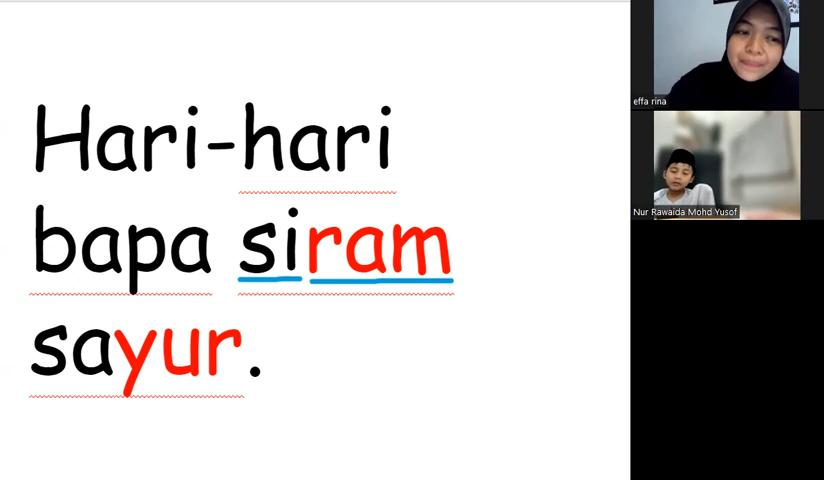 Hari-hari
bapa siram
sayur.
effa rina
Nur Rawaida Mohd Yusof